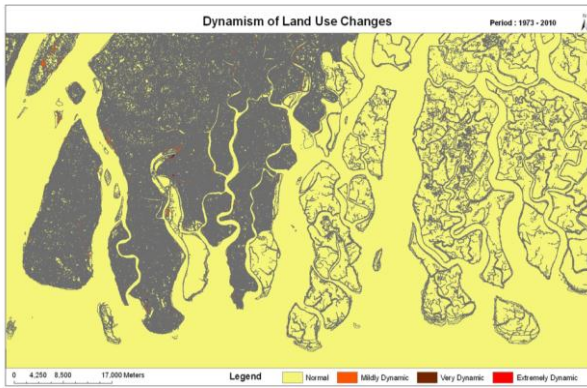 Dynamism of Land Use Changes
Period : 1973 - 2010
0 4,250 8,500 17,000 Meters
Legend Normal Mildly Dynamic Very Dynamic Extremely Dynamic